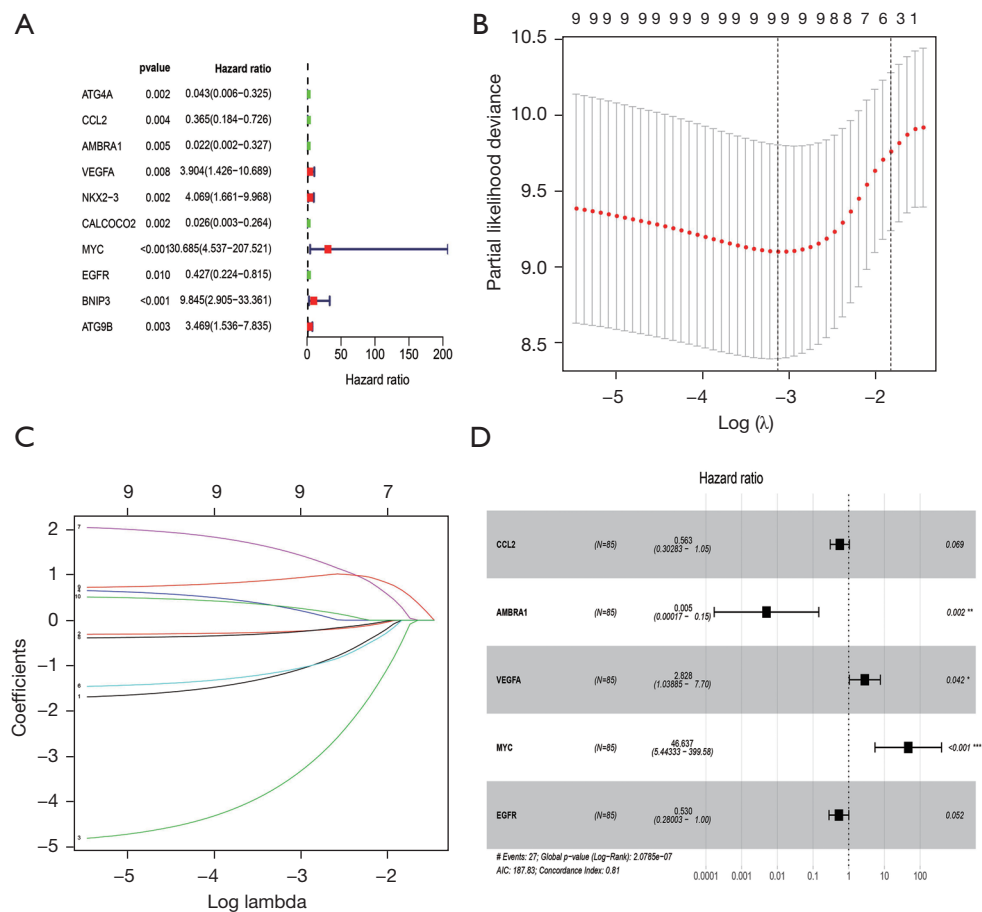 A
pvalue Hazard ratio
ATG4A 0.002 0.043(0.006−0.325)
CCL2 0.004 0.365(0.184−0.726)
AMBRA1 0.005 0.022(0.002−0.327)
VEGFA 0.008 3.904(1.426−10.689)
NKX2−3 0.002 4.069(1.661−9.968)
CALCOCO2 0.002 0.026(0.003−0.264)
MYC <0.001 30.685(4.537−207.521)
EGFR 0.010 0.427(0.224−0.815)
BNIP3 <0.001 9.845(2.905−33.361)
ATG9B 0.003 3.469(1.536−7.835)
0 50 100 200
Hazard ratio
B
9 9 9 9 9 9 9 9 9 9 9 9 9 9 9 8 8 7 6 3 1
10.5
10.0
9.5
9.0
8.5
Partial likelihood deviance
−5 −4 −3 −2
Log (λ)
C
9 9 9 7
2
1
0
−1
−2
−3
−4
−5
Coefficients
7
10
6
1
3
−5 −4 −3 −2
Log lambda
D
Hazard ratio
CCL2 (N=85) 0.563 0.069
(0.30283 − 1.05)
AMBRA1 (N=85) 0.005 0.002 **
(0.00017 − 0.15)
VEGFA (N=85) 2.828 0.042 *
(1.03885 − 7.70)
MYC (N=85) 46.637 <0.001 ***
(5.44333 − 399.58)
EGFR (N=85) 0.530 0.052
(0.28003 − 1.00)
# Events: 27; Global p−value (Log−Rank): 2.0785e−07
AIC: 187.83; Concordance Index: 0.81
0.0001 0.001 0.01 0.1 1 10 100